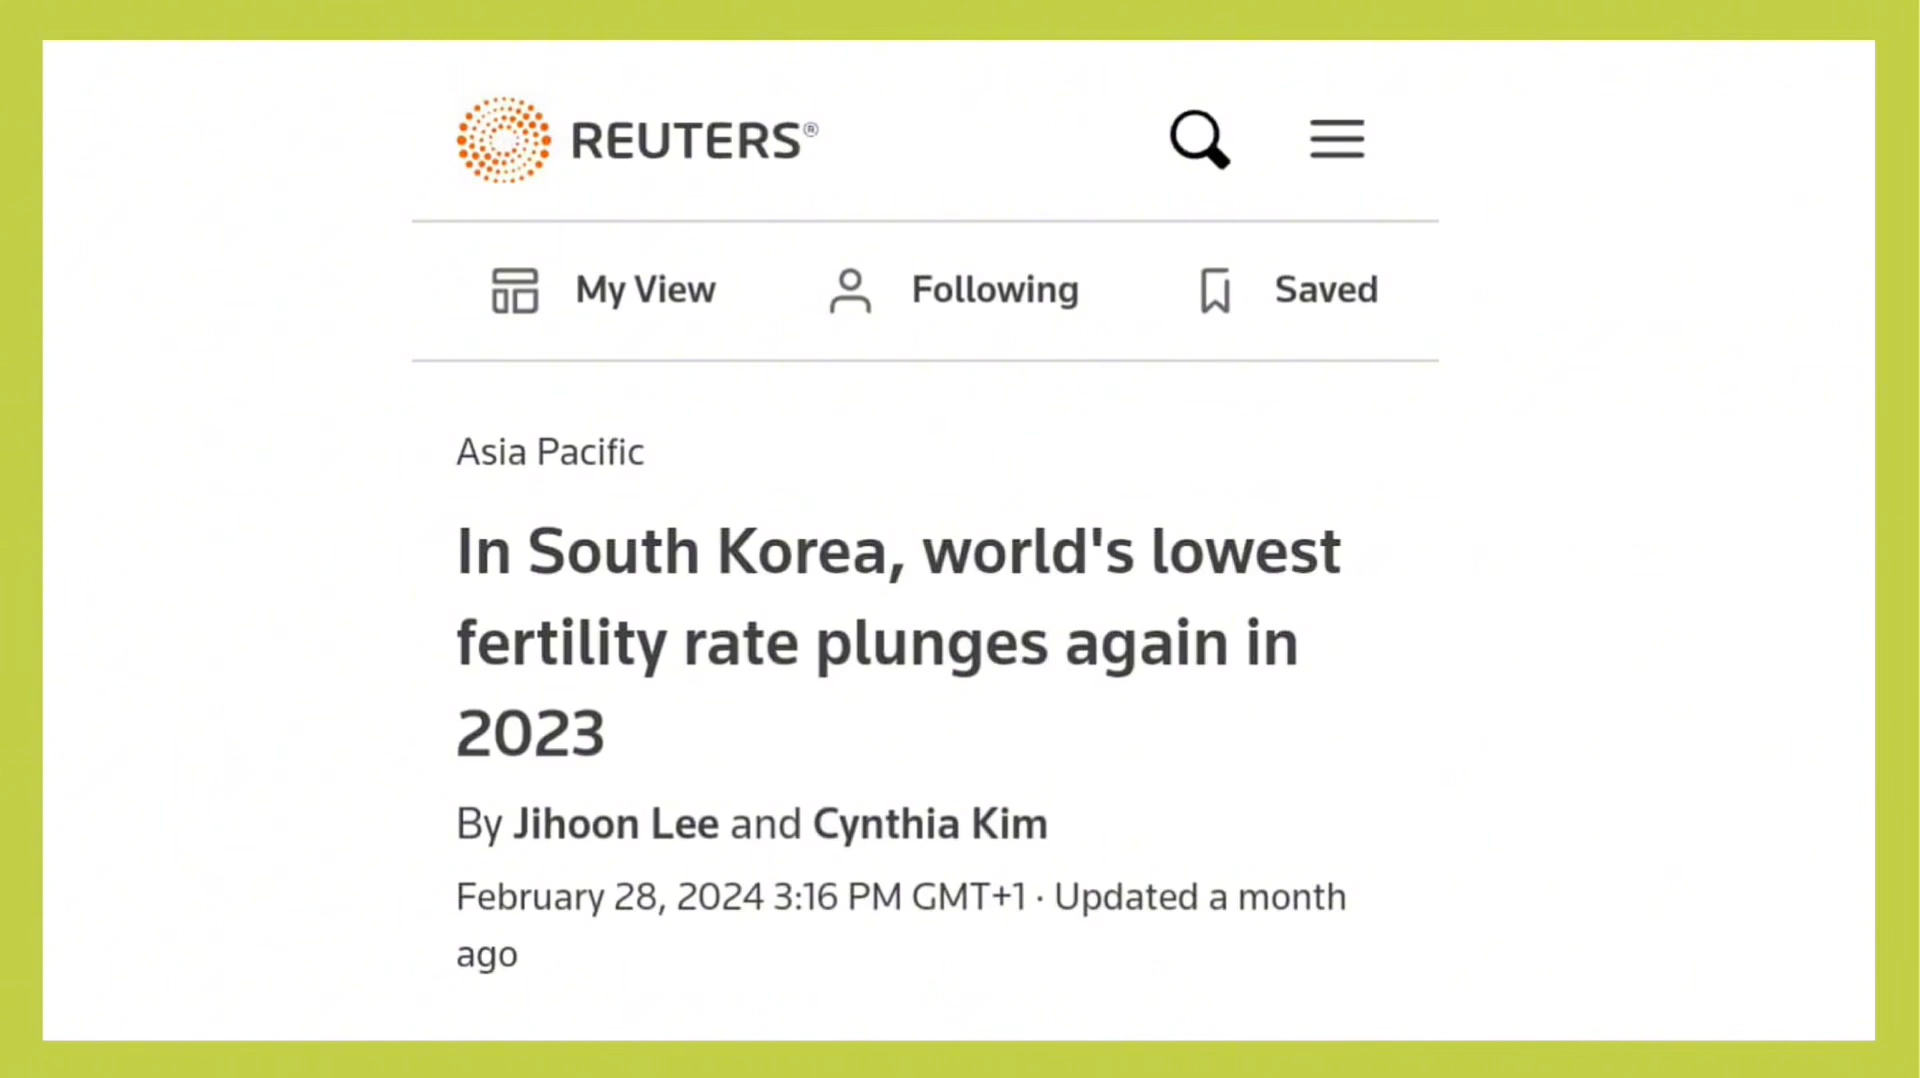 REUTERS®
My View Following Saved
Asia Pacific
In South Korea, world's lowest
fertility rate plunges again in
2023
By Jihoon Lee and Cynthia Kim
February 28, 2024 3:16 PM GMT+1 · Updated a month
ago